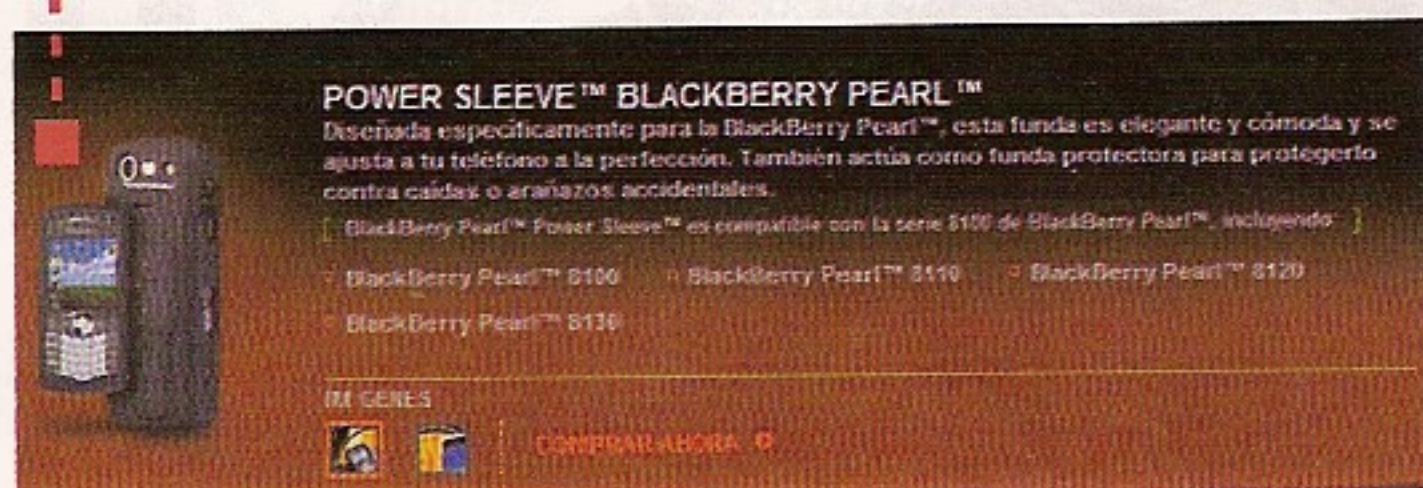 POWER SLEEVE™ BLACKBERRY PEARL™
Diseñada específicamente para la BlackBerry Pearl™, esta funda es elegante y cómoda y se
ajusta a tu teléfono a la perfección. También actúa como funda protectora para protegerlo
contra caídas o arañazos accidentales.
[ BlackBerry Pearl™ Power Sleeve™ es compatible con la serie 8100 de BlackBerry Pearl™, incluyendo ]
BlackBerry Pearl™ 8100 BlackBerry Pearl™ 8110 BlackBerry Pearl™ 8120
BlackBerry Pearl™ 8130
IM GENES
COMPRAR AHORA